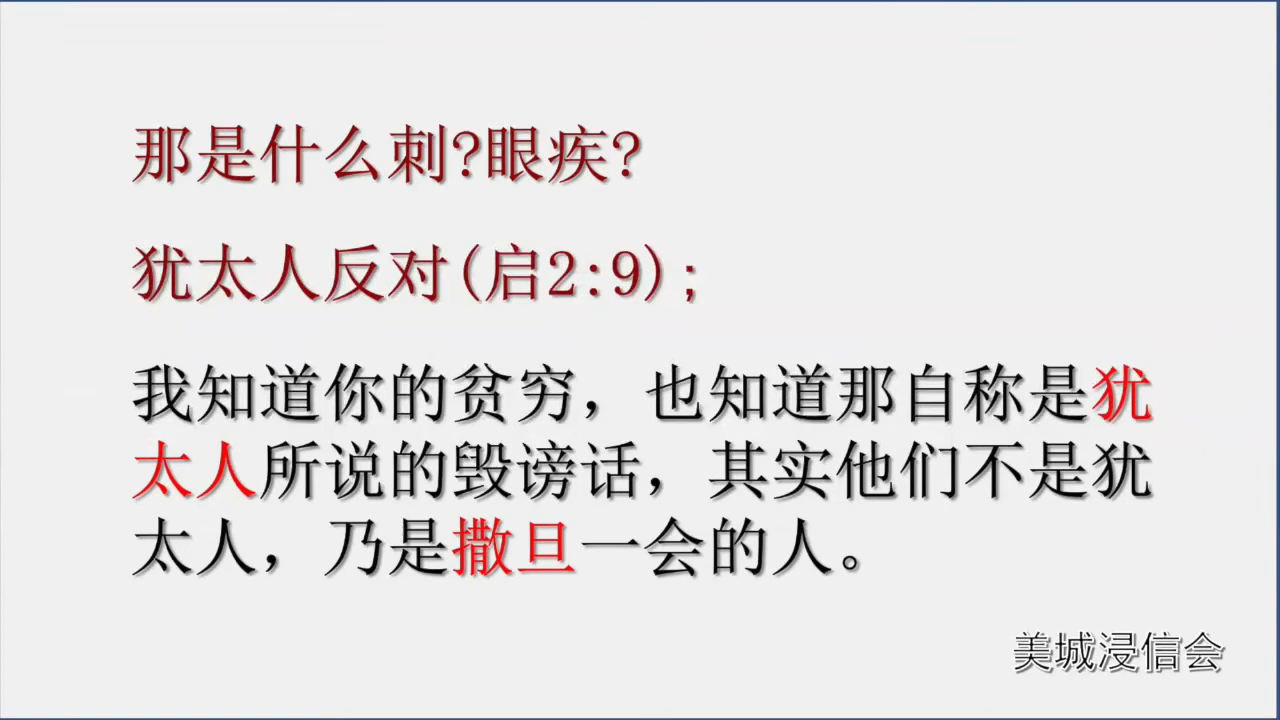 那是什么刺?眼疾?
犹太人反对(启2:9);
我知道你的贫穷，也知道那自称是犹
太人所说的毁谤话，其实他们不是犹
太人，乃是撒旦一会的人。
美城浸信会